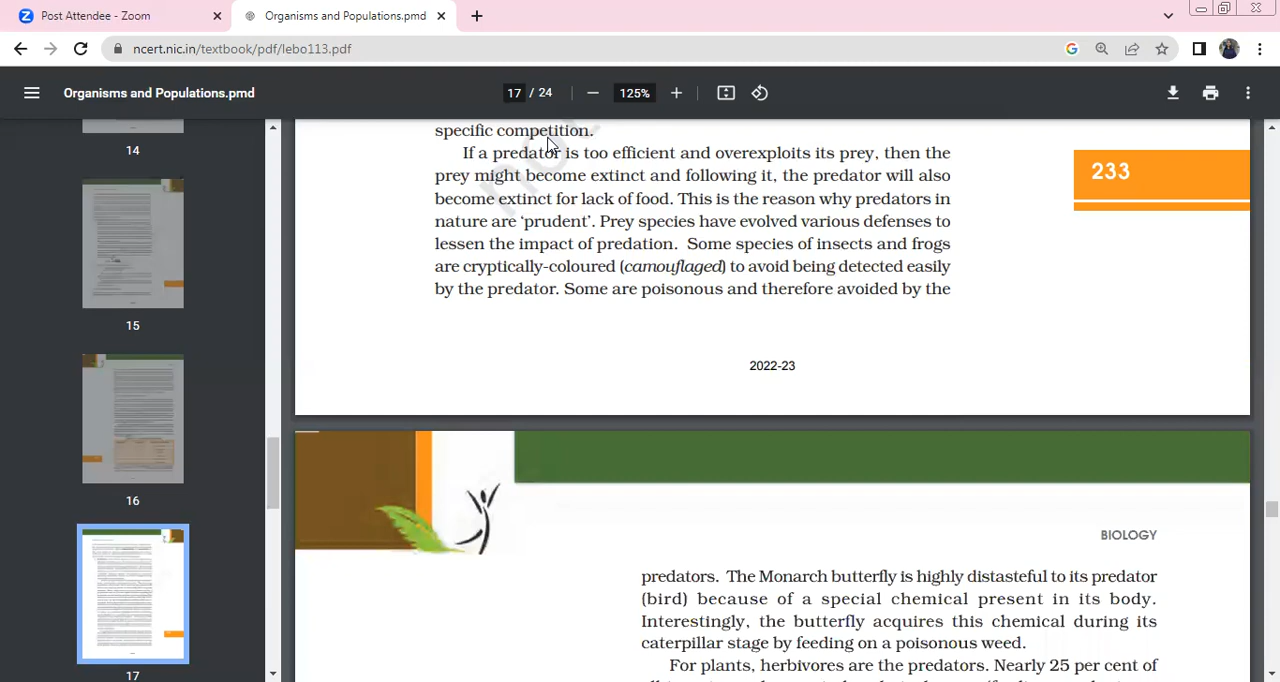 Post Attendee - Zoom
Organisms and Populations.pmd
ncert.nic.in/textbook/pdf/lebo113.pdf
Organisms and Populations.pmd
17 / 24
125%
14
15
16
17
specific competition.
If a predator is too efficient and overexploits its prey, then the
prey might become extinct and following it, the predator will also
become extinct for lack of food. This is the reason why predators in
nature are ‘prudent’. Prey species have evolved various defenses to
lessen the impact of predation. Some species of insects and frogs
are cryptically-coloured (camouflaged) to avoid being detected easily
by the predator. Some are poisonous and therefore avoided by the
233
2022-23
BIOLOGY
predators. The Monarch butterfly is highly distasteful to its predator
(bird) because of a special chemical present in its body.
Interestingly, the butterfly acquires this chemical during its
caterpillar stage by feeding on a poisonous weed.
For plants, herbivores are the predators. Nearly 25 per cent of